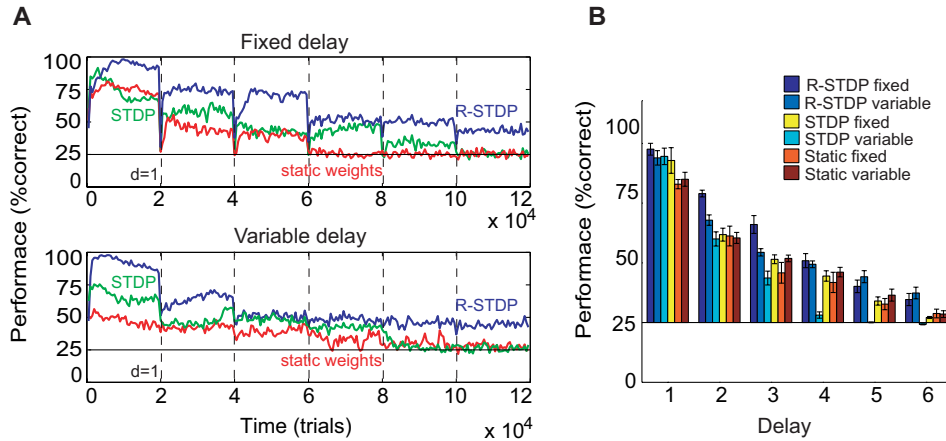 A
Fixed delay
Performace (%correct)
100
75
50
25
0
STDP
R-STDP
static weights
d=1
0 2 4 6 8 10 12
x 10^4
Variable delay
100
75
50
25
0
STDP
R-STDP
static weights
d=1
0 2 4 6 8 10 12
Time (trials)
x 10^4
B
Performace (%correct)
R-STDP fixed
R-STDP variable
STDP fixed
STDP variable
Static fixed
Static variable
100
75
50
25
0
1 2 3 4 5 6
Delay